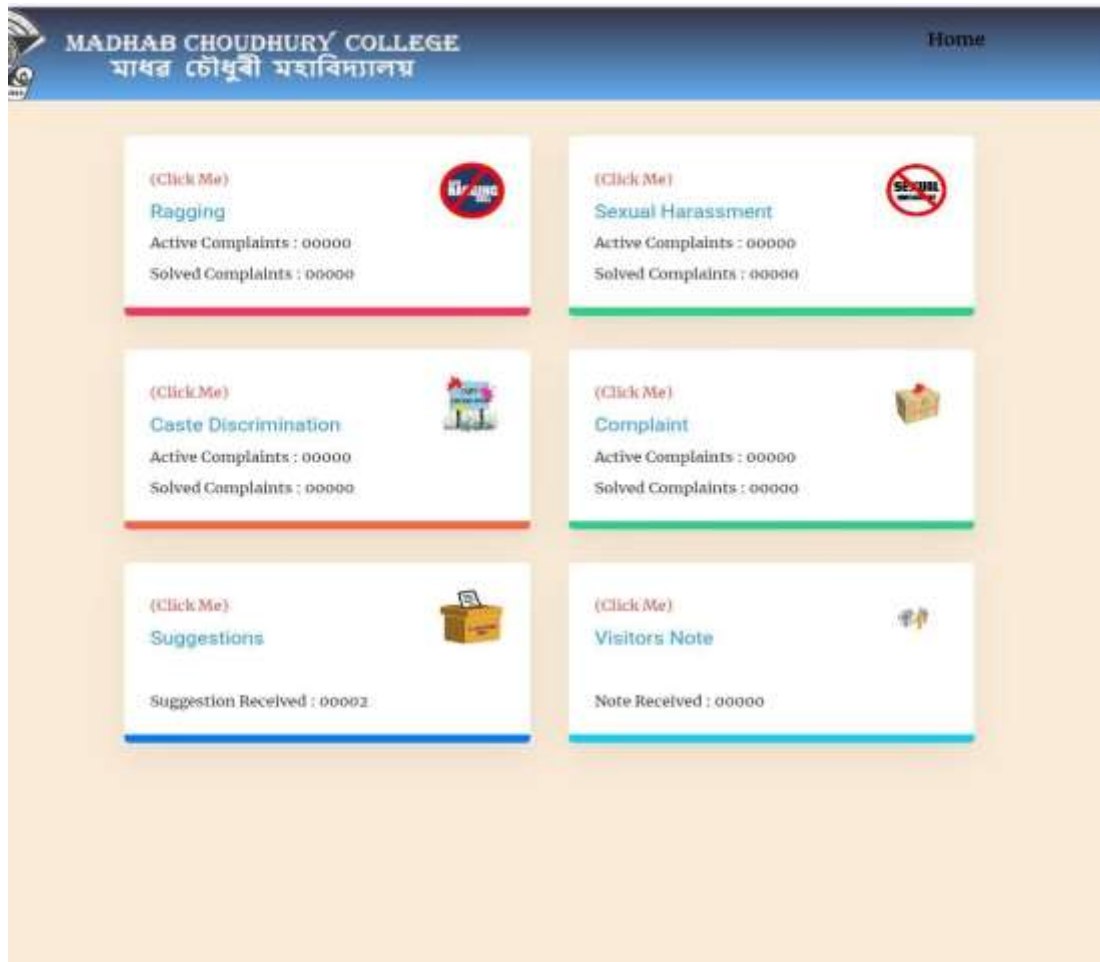 MADHAB CHOUDHURY COLLEGE
মাধৱ চৌধুৰী মহাবিদ্যালয়
Home
(Click Me)
Ragging
Active Complaints : 00000
Solved Complaints : 00000
(Click Me)
Sexual Harassment
Active Complaints : 00000
Solved Complaints : 00000
(Click Me)
Caste Discrimination
Active Complaints : 00000
Solved Complaints : 00000
(Click Me)
Complaint
Active Complaints : 00000
Solved Complaints : 00000
(Click Me)
Suggestions
Suggestion Received : 00002
(Click Me)
Visitors Note
Note Received : 00000
SEXUAL